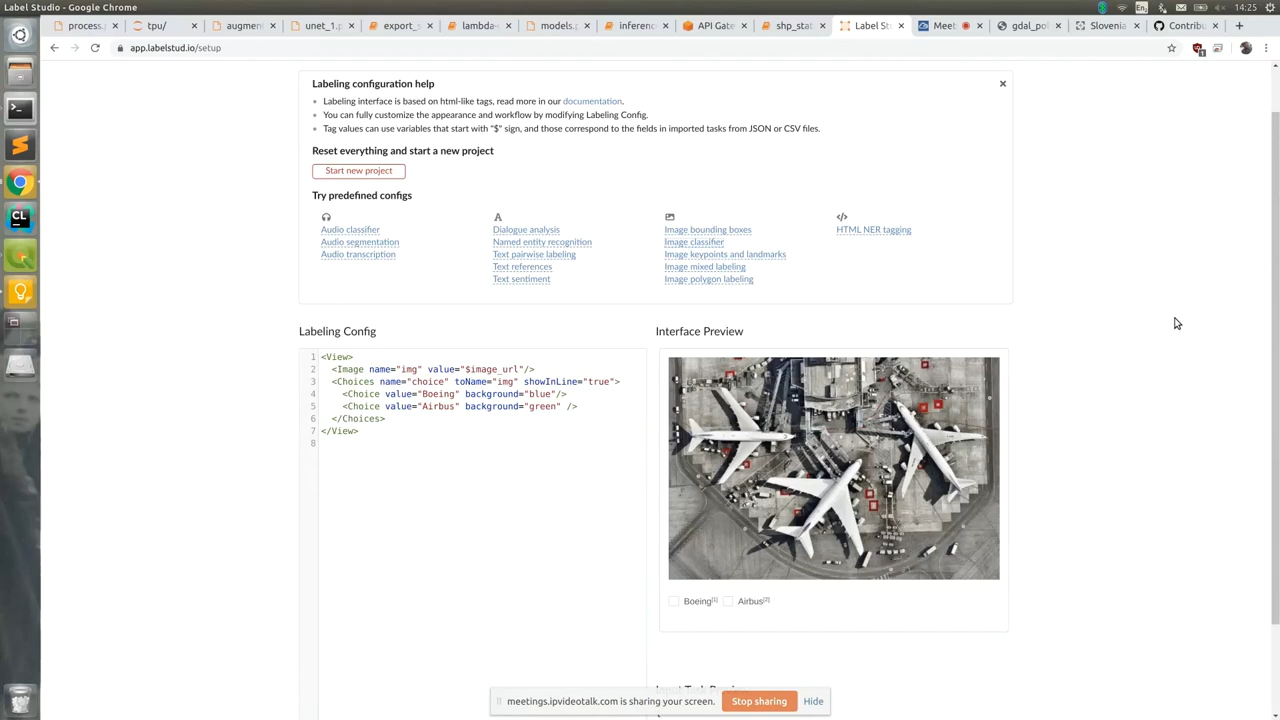 Label Studio - Google Chrome
En
14:25
process.j
tpu/
augment
unet_1.p
export_s
lambda-
models.p
inferenc
API Gate
shp_stat
Label St
Meet
gdal_pol
Slovenia
Contribu
app.labelstud.io/setup
Labeling configuration help
Labeling interface is based on html-like tags, read more in our documentation.
You can fully customize the appearance and workflow by modifying Labeling Config.
Tag values can use variables that start with "$" sign, and those correspond to the fields in imported tasks from JSON or CSV files.
Reset everything and start a new project
Start new project
Try predefined configs
Audio classifier
Audio segmentation
Audio transcription
Dialogue analysis
Named entity recognition
Text pairwise labeling
Text references
Text sentiment
Image bounding boxes
Image classifier
Image keypoints and landmarks
Image mixed labeling
Image polygon labeling
HTML NER tagging
Labeling Config
Interface Preview
1 <View>
2 <Image name="img" value="$image_url"/>
3 <Choices name="choice" toName="img" showInLine="true">
4 <Choice value="Boeing" background="blue"/>
5 <Choice value="Airbus" background="green" />
6 </Choices>
7 </View>
8
Boeing[1] Airbus[2]
meetings.ipvideotalk.com is sharing your screen.
Stop sharing
Hide